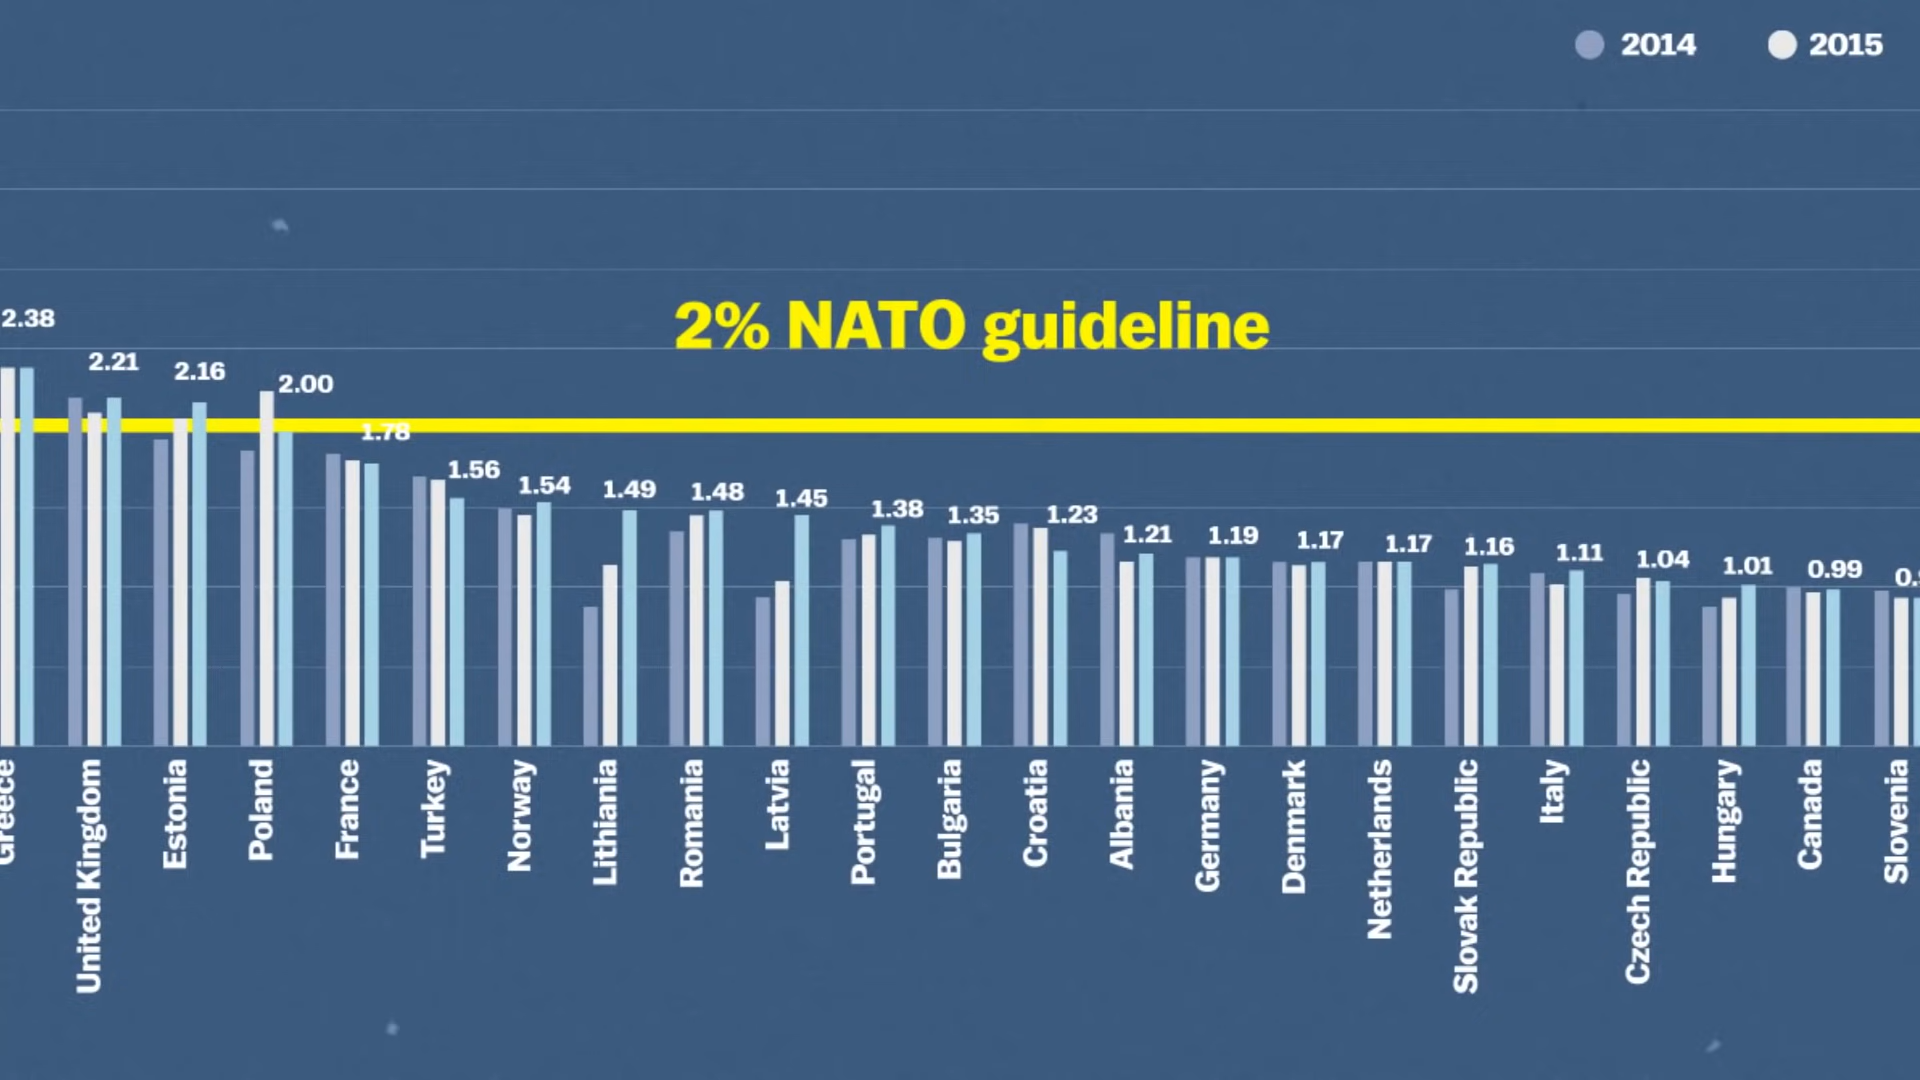 2014
2015
2% NATO guideline
2.38
2.21
2.16
2.00
1.78
1.56
1.54
1.49
1.48
1.45
1.38
1.35
1.23
1.21
1.19
1.17
1.17
1.16
1.11
1.04
1.01
0.99
Greece
United Kingdom
Estonia
Poland
France
Turkey
Norway
Lithiania
Romania
Latvia
Portugal
Bulgaria
Croatia
Albania
Germany
Denmark
Netherlands
Slovak Republic
Italy
Czech Republic
Hungary
Canada
Slovenia